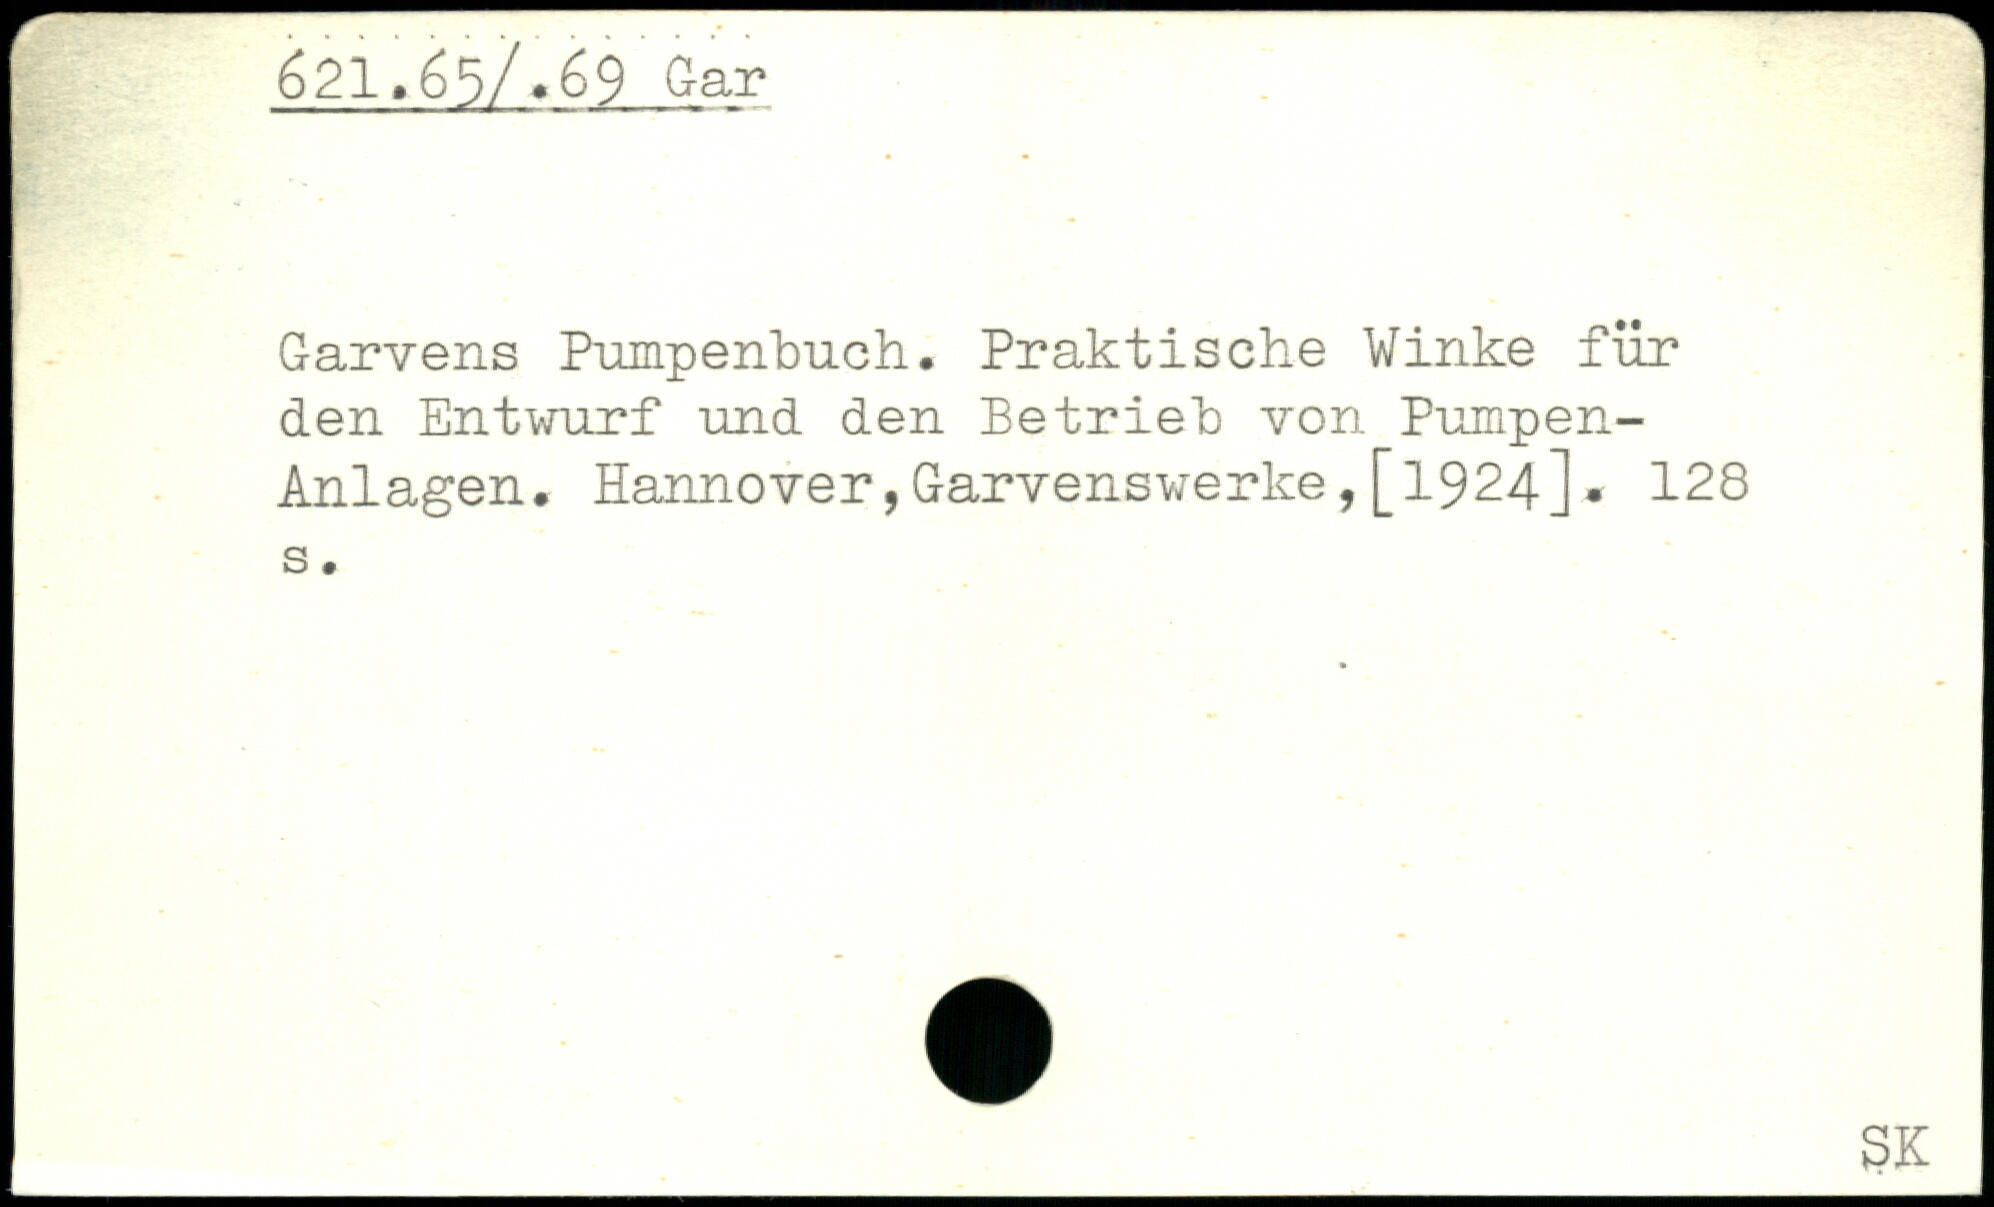 621.65/.69 Gar
Garvens Pumpenbuch. Praktische Winke für
den Entwurf und den Betrieb von Pumpen-
Anlagen. Hannover,Garvenswerke,[1924]. 128
s.
SK